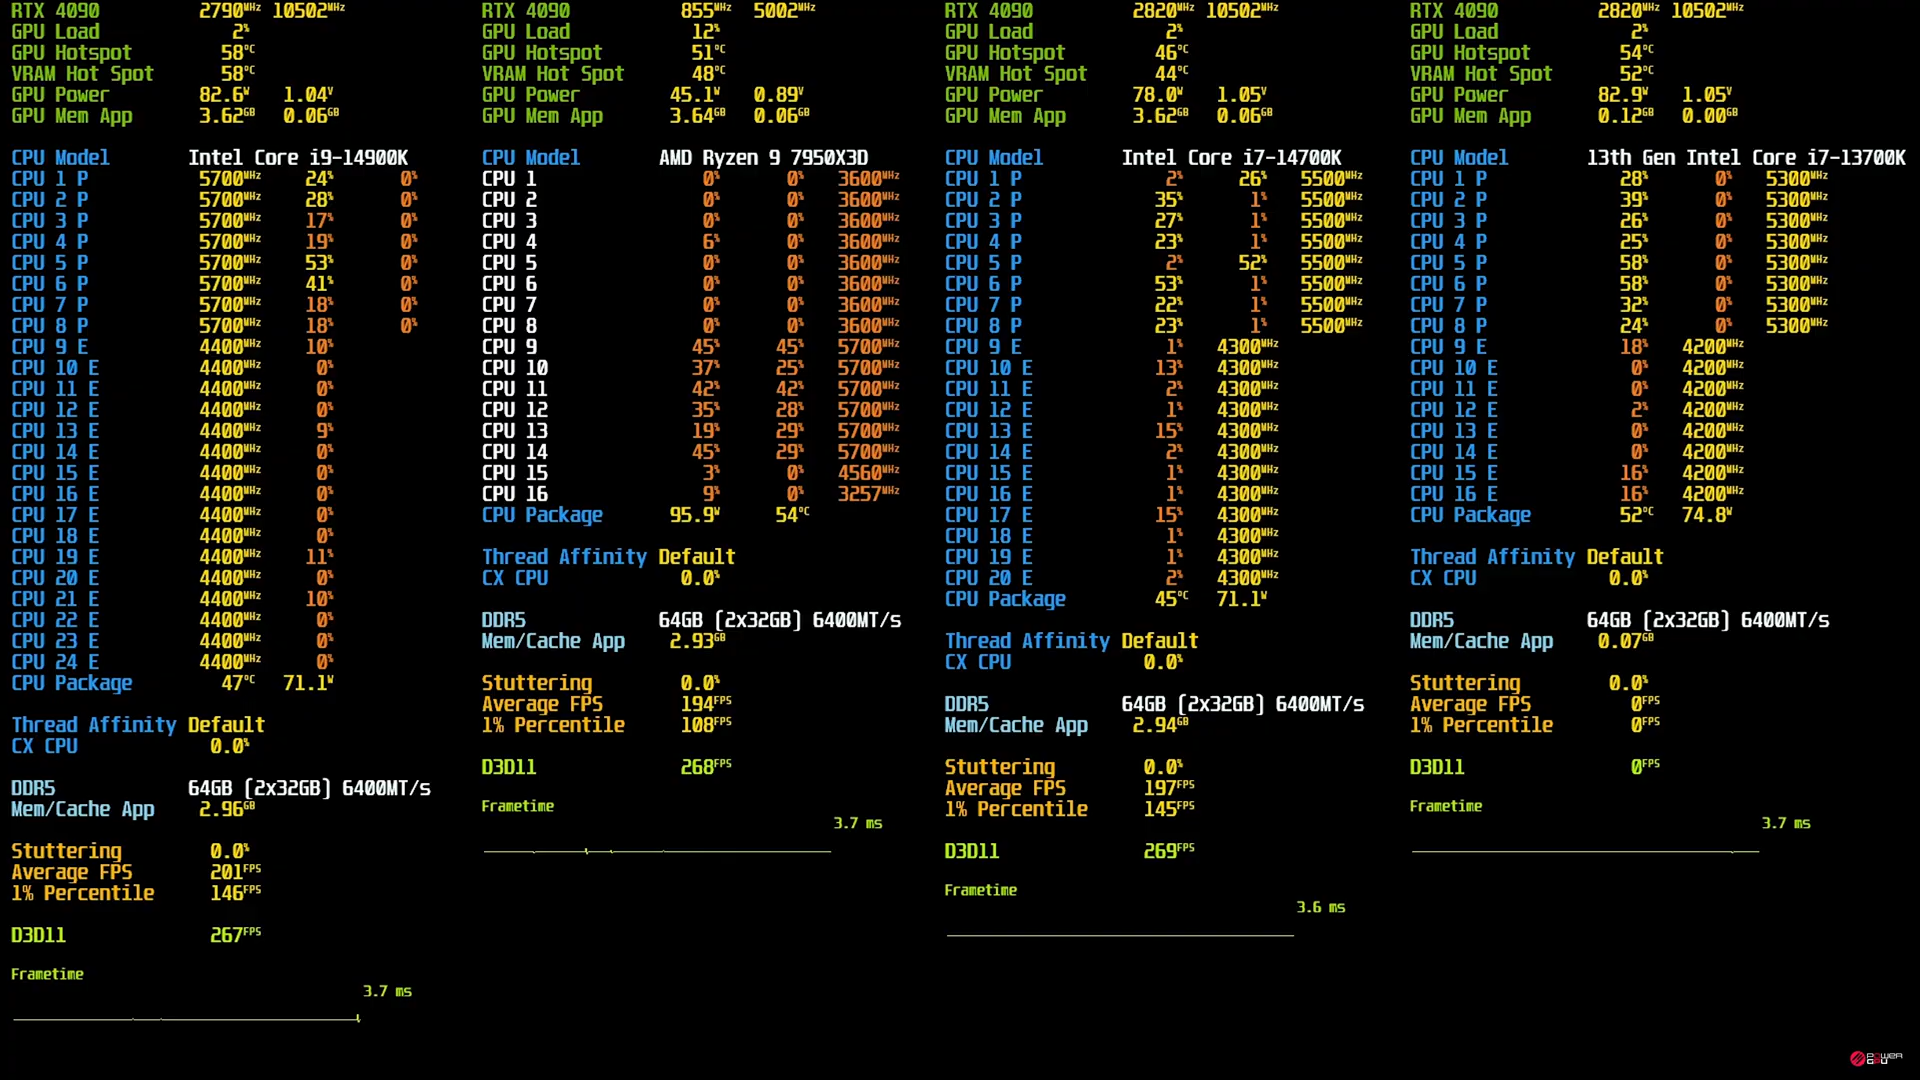 RTX 4090 2790MHz 10502MHz
GPU Load 2%
GPU Hotspot 58°C
VRAM Hot Spot 58°C
GPU Power 82.6W 1.04V
GPU Mem App 3.62GB 0.06GB
CPU Model Intel Core i9-14900K
CPU 1 P 5700MHz 24% 0%
CPU 2 P 5700MHz 28% 0%
CPU 3 P 5700MHz 17% 0%
CPU 4 P 5700MHz 19% 0%
CPU 5 P 5700MHz 53% 0%
CPU 6 P 5700MHz 41% 0%
CPU 7 P 5700MHz 18% 0%
CPU 8 P 5700MHz 18% 0%
CPU 9 E 4400MHz 10%
CPU 10 E 4400MHz 0%
CPU 11 E 4400MHz 0%
CPU 12 E 4400MHz 0%
CPU 13 E 4400MHz 9%
CPU 14 E 4400MHz 0%
CPU 15 E 4400MHz 0%
CPU 16 E 4400MHz 0%
CPU 17 E 4400MHz 0%
CPU 18 E 4400MHz 0%
CPU 19 E 4400MHz 11%
CPU 20 E 4400MHz 0%
CPU 21 E 4400MHz 10%
CPU 22 E 4400MHz 0%
CPU 23 E 4400MHz 0%
CPU 24 E 4400MHz 0%
CPU Package 47°C 71.1W
Thread Affinity Default
CX CPU 0.0%
DDR5 64GB (2x32GB) 6400MT/s
Mem/Cache App 2.96GB
Stuttering 0.0%
Average FPS 201FPS
1% Percentile 146FPS
D3D11 267FPS
Frametime
3.7 ms
RTX 4090 855MHz 5002MHz
GPU Load 12%
GPU Hotspot 51°C
VRAM Hot Spot 48°C
GPU Power 45.1W 0.89V
GPU Mem App 3.64GB 0.06GB
CPU Model AMD Ryzen 9 7950X3D
CPU 1 0% 0% 3600MHz
CPU 2 0% 0% 3600MHz
CPU 3 0% 0% 3600MHz
CPU 4 6% 0% 3600MHz
CPU 5 0% 0% 3600MHz
CPU 6 0% 0% 3600MHz
CPU 7 0% 0% 3600MHz
CPU 8 0% 0% 3600MHz
CPU 9 45% 45% 5700MHz
CPU 10 37% 25% 5700MHz
CPU 11 42% 42% 5700MHz
CPU 12 35% 28% 5700MHz
CPU 13 19% 29% 5700MHz
CPU 14 45% 29% 5700MHz
CPU 15 3% 0% 4560MHz
CPU 16 9% 0% 3257MHz
CPU Package 95.9W 54°C
Thread Affinity Default
CX CPU 0.0%
DDR5 64GB (2x32GB) 6400MT/s
Mem/Cache App 2.93GB
Stuttering 0.0%
Average FPS 194FPS
1% Percentile 108FPS
D3D11 268FPS
Frametime
3.7 ms
RTX 4090 2820MHz 10502MHz
GPU Load 2%
GPU Hotspot 46°C
VRAM Hot Spot 44°C
GPU Power 78.0W 1.05V
GPU Mem App 3.62GB 0.06GB
CPU Model Intel Core i7-14700K
CPU 1 P 2% 26% 5500MHz
CPU 2 P 35% 1% 5500MHz
CPU 3 P 27% 1% 5500MHz
CPU 4 P 23% 1% 5500MHz
CPU 5 P 2% 52% 5500MHz
CPU 6 P 53% 1% 5500MHz
CPU 7 P 22% 1% 5500MHz
CPU 8 P 23% 1% 5500MHz
CPU 9 E 1% 4300MHz
CPU 10 E 13% 4300MHz
CPU 11 E 2% 4300MHz
CPU 12 E 1% 4300MHz
CPU 13 E 15% 4300MHz
CPU 14 E 2% 4300MHz
CPU 15 E 1% 4300MHz
CPU 16 E 1% 4300MHz
CPU 17 E 15% 4300MHz
CPU 18 E 1% 4300MHz
CPU 19 E 1% 4300MHz
CPU 20 E 2% 4300MHz
CPU Package 45°C 71.1W
Thread Affinity Default
CX CPU 0.0%
DDR5 64GB (2x32GB) 6400MT/s
Mem/Cache App 2.94GB
Stuttering 0.0%
Average FPS 197FPS
1% Percentile 145FPS
D3D11 269FPS
Frametime
3.6 ms
RTX 4090 2820MHz 10502MHz
GPU Load 2%
GPU Hotspot 54°C
VRAM Hot Spot 52°C
GPU Power 82.9W 1.05V
GPU Mem App 0.12GB 0.00GB
CPU Model 13th Gen Intel Core i7-13700K
CPU 1 P 28% 0% 5300MHz
CPU 2 P 39% 0% 5300MHz
CPU 3 P 26% 0% 5300MHz
CPU 4 P 25% 0% 5300MHz
CPU 5 P 58% 0% 5300MHz
CPU 6 P 58% 0% 5300MHz
CPU 7 P 32% 0% 5300MHz
CPU 8 P 24% 0% 5300MHz
CPU 9 E 18% 4200MHz
CPU 10 E 0% 4200MHz
CPU 11 E 0% 4200MHz
CPU 12 E 2% 4200MHz
CPU 13 E 0% 4200MHz
CPU 14 E 0% 4200MHz
CPU 15 E 16% 4200MHz
CPU 16 E 16% 4200MHz
CPU Package 52°C 74.8W
Thread Affinity Default
CX CPU 0.0%
DDR5 64GB (2x32GB) 6400MT/s
Mem/Cache App 0.07GB
Stuttering 0.0%
Average FPS 0FPS
1% Percentile 0FPS
D3D11 0FPS
Frametime
3.7 ms
POWER
GPU